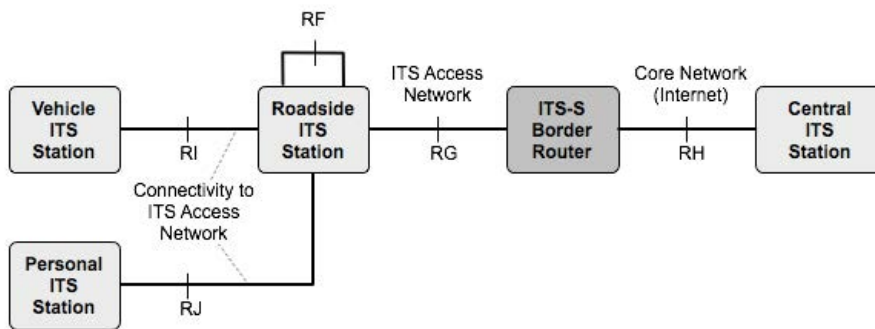 RF
ITS Access
Network
Core Network
(Internet)
Vehicle
ITS
Station
Roadside
ITS
Station
ITS-S
Border
Router
Central
ITS
Station
RI
RG
RH
Connectivity to
ITS Access
Network
Personal
ITS
Station
RJ